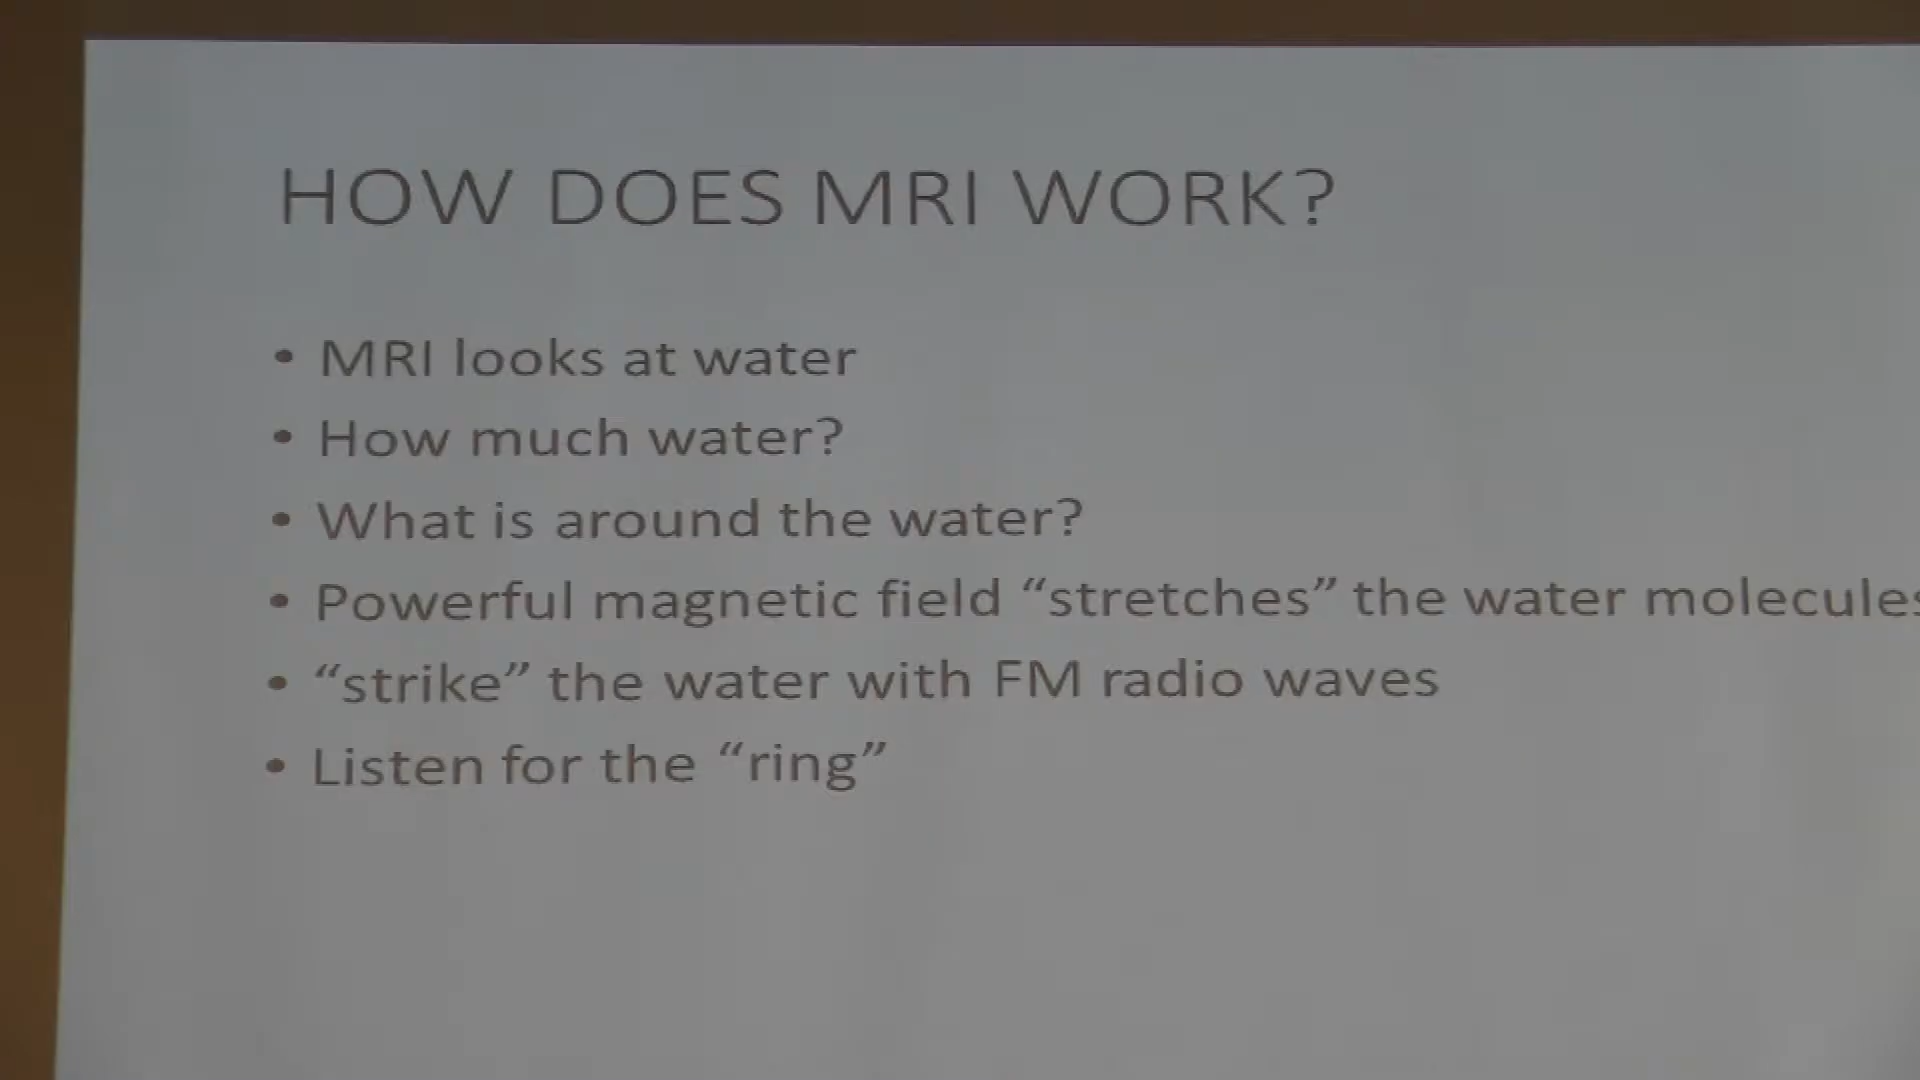 HOW DOES MRI WORK?
• MRI looks at water
• How much water?
• What is around the water?
• Powerful magnetic field “stretches” the water molecules
• “strike” the water with FM radio waves
• Listen for the “ring”